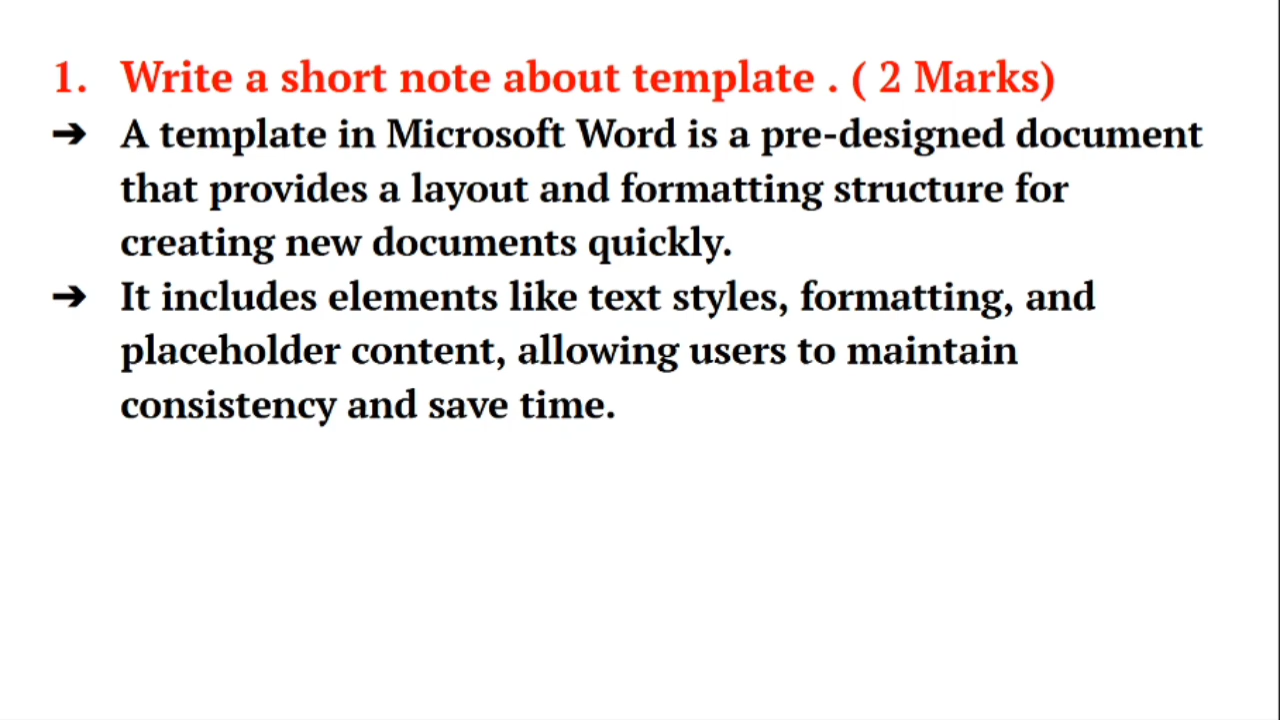 1. Write a short note about template . ( 2 Marks)
➔ A template in Microsoft Word is a pre-designed document
that provides a layout and formatting structure for
creating new documents quickly.
➔ It includes elements like text styles, formatting, and
placeholder content, allowing users to maintain
consistency and save time.